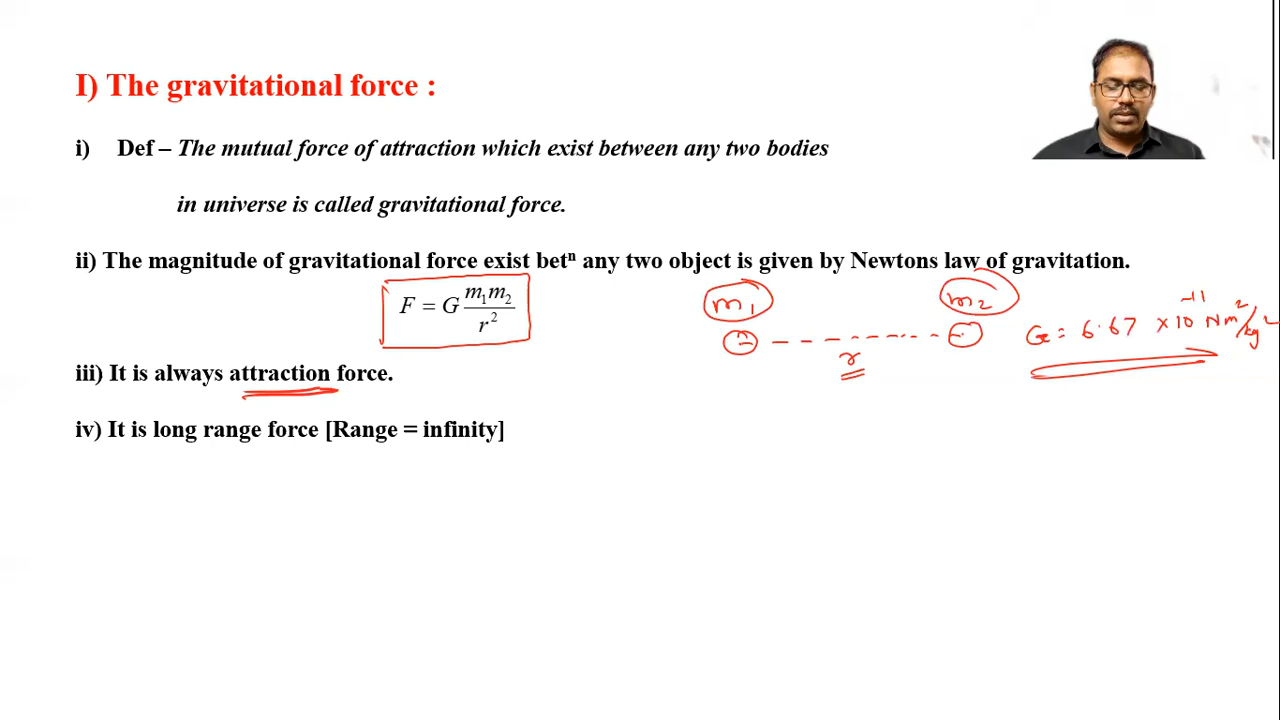 I) The gravitational force :
i) Def – The mutual force of attraction which exist between any two bodies
in universe is called gravitational force.
ii) The magnitude of gravitational force exist betⁿ any two object is given by Newtons law of gravitation.
F = G m₁m₂ / r²
m₁ m₂
r
G = 6.67 × 10⁻¹¹ Nm²/kg²
iii) It is always attraction force.
iv) It is long range force [Range = infinity]